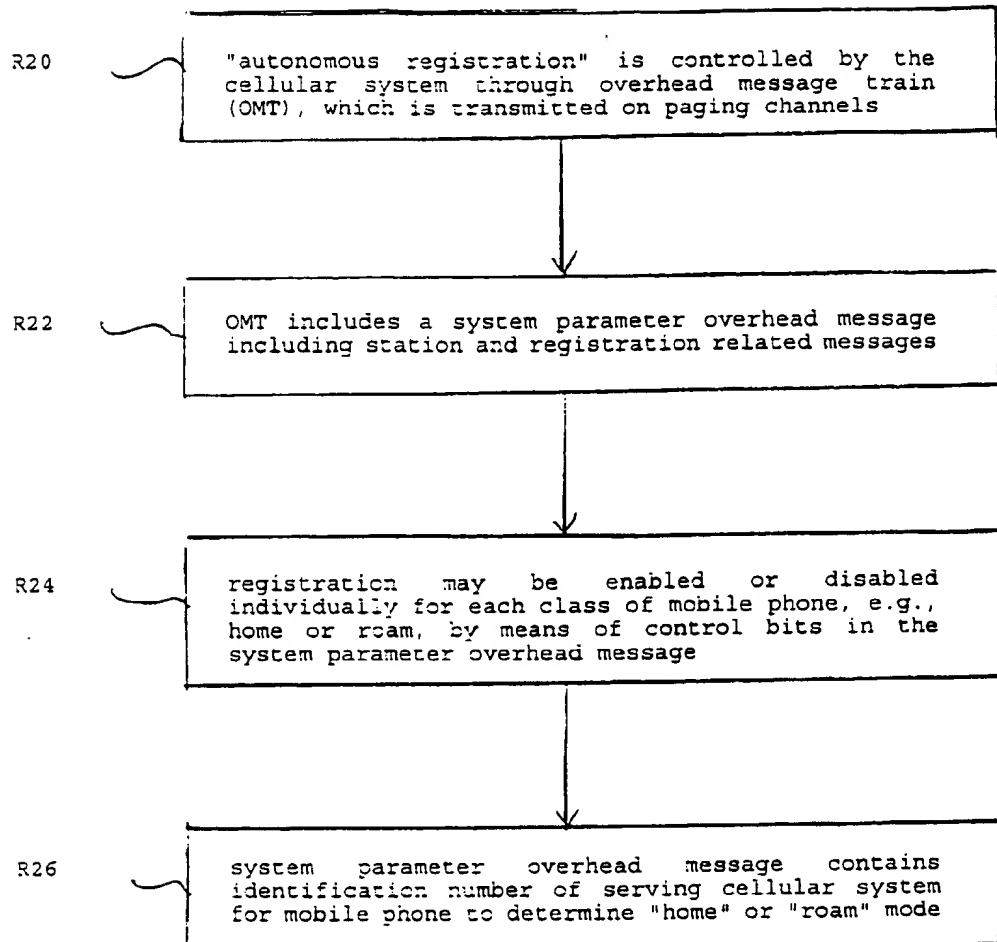 R20
"autonomous registration" is controlled by the
cellular system through overhead message train
(OMT), which is transmitted on paging channels
R22
OMT includes a system parameter overhead message
including station and registration related messages
R24
registration may be enabled or disabled
individually for each class of mobile phone, e.g.,
home or roam, by means of control bits in the
system parameter overhead message
R26
system parameter overhead message contains
identification number of serving cellular system
for mobile phone to determine "home" or "roam" mode